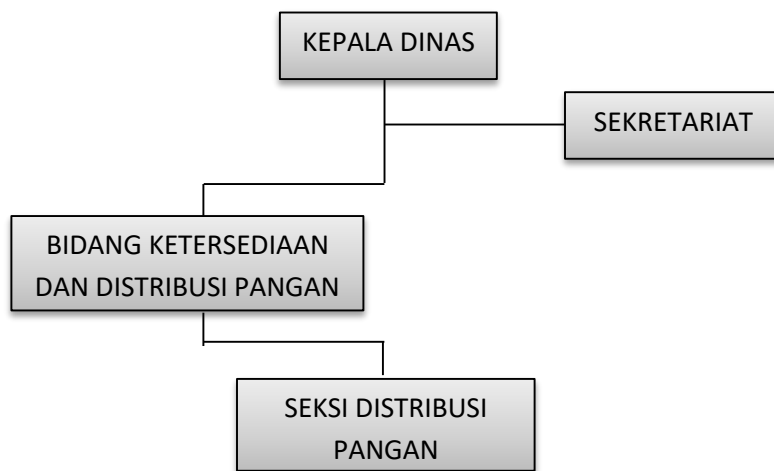 KEPALA DINAS
SEKRETARIAT
BIDANG KETERSEDIAAN
DAN DISTRIBUSI PANGAN
SEKSI DISTRIBUSI
PANGAN